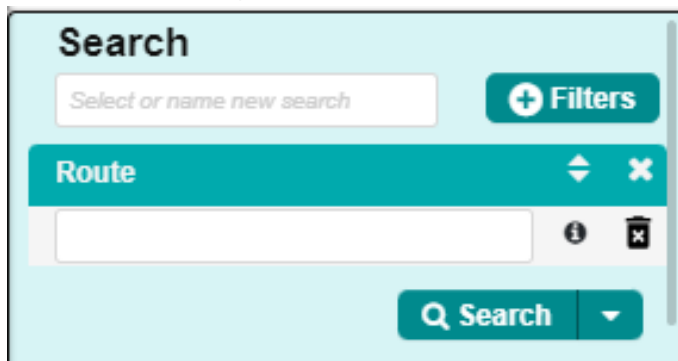 Search
Select or name new search
Filters
Route
Search